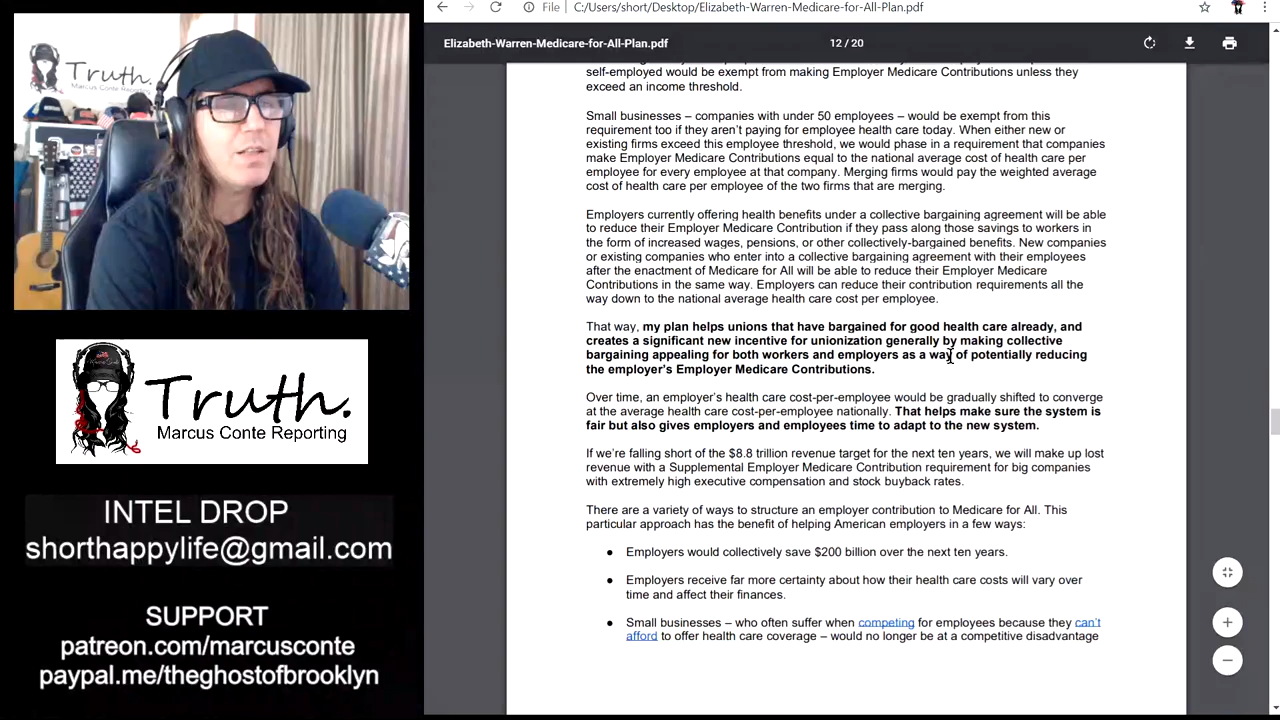 Truth.
Marcus Conte Reporting
Truth.
Marcus Conte Reporting
INTEL DROP
shorthappylife@gmail.com
SUPPORT
patreon.com/marcusconte
paypal.me/theghostofbrooklyn
File
C:/Users/short/Desktop/Elizabeth-Warren-Medicare-for-All-Plan.pdf
Elizabeth-Warren-Medicare-for-All-Plan.pdf
12 / 20
self-employed would be exempt from making Employer Medicare Contributions unless they
exceed an income threshold.
Small businesses – companies with under 50 employees – would be exempt from this
requirement too if they aren't paying for employee health care today. When either new or
existing firms exceed this employee threshold, we would phase in a requirement that companies
make Employer Medicare Contributions equal to the national average cost of health care per
employee for every employee at that company. Merging firms would pay the weighted average
cost of health care per employee of the two firms that are merging.
Employers currently offering health benefits under a collective bargaining agreement will be able
to reduce their Employer Medicare Contribution if they pass along those savings to workers in
the form of increased wages, pensions, or other collectively-bargained benefits. New companies
or existing companies who enter into a collective bargaining agreement with their employees
after the enactment of Medicare for All will be able to reduce their Employer Medicare
Contributions in the same way. Employers can reduce their contribution requirements all the
way down to the national average health care cost per employee.
That way, my plan helps unions that have bargained for good health care already, and
creates a significant new incentive for unionization generally by making collective
bargaining appealing for both workers and employers as a way of potentially reducing
the employer's Employer Medicare Contributions.
Over time, an employer's health care cost-per-employee would be gradually shifted to converge
at the average health care cost-per-employee nationally. That helps make sure the system is
fair but also gives employers and employees time to adapt to the new system.
If we're falling short of the $8.8 trillion revenue target for the next ten years, we will make up lost
revenue with a Supplemental Employer Medicare Contribution requirement for big companies
with extremely high executive compensation and stock buyback rates.
There are a variety of ways to structure an employer contribution to Medicare for All. This
particular approach has the benefit of helping American employers in a few ways:
● Employers would collectively save $200 billion over the next ten years.
● Employers receive far more certainty about how their health care costs will vary over
time and affect their finances.
● Small businesses – who often suffer when competing for employees because they can't
afford to offer health care coverage – would no longer be at a competitive disadvantage